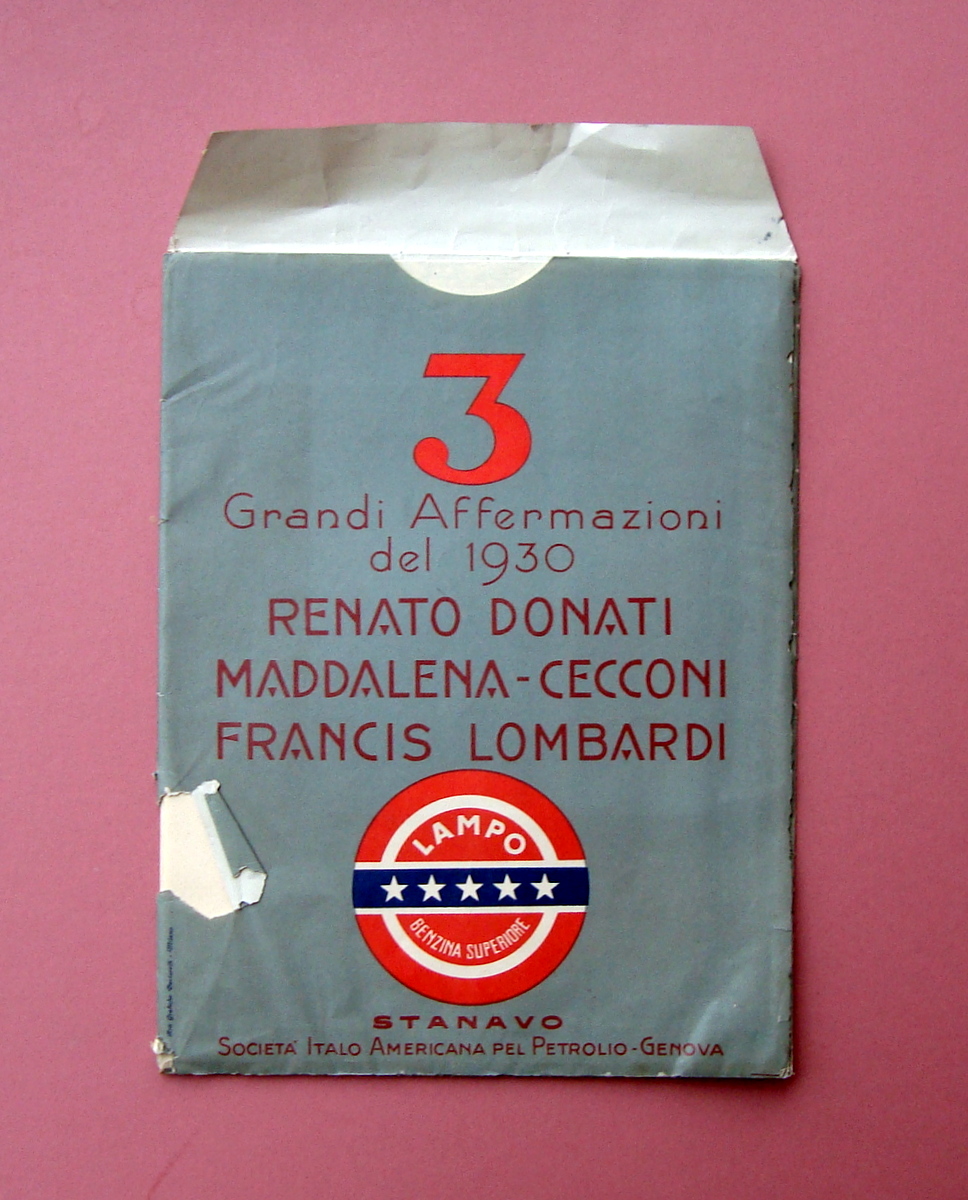 3
Grandi Affermazioni
del 1930
RENATO DONATI
MADDALENA-CECCONI
FRANCIS LOMBARDI
LAMPO
BENZINA SUPERIORE
STANAVO
SOCIETA' ITALO AMERICANA PEL PETROLIO-GENOVA